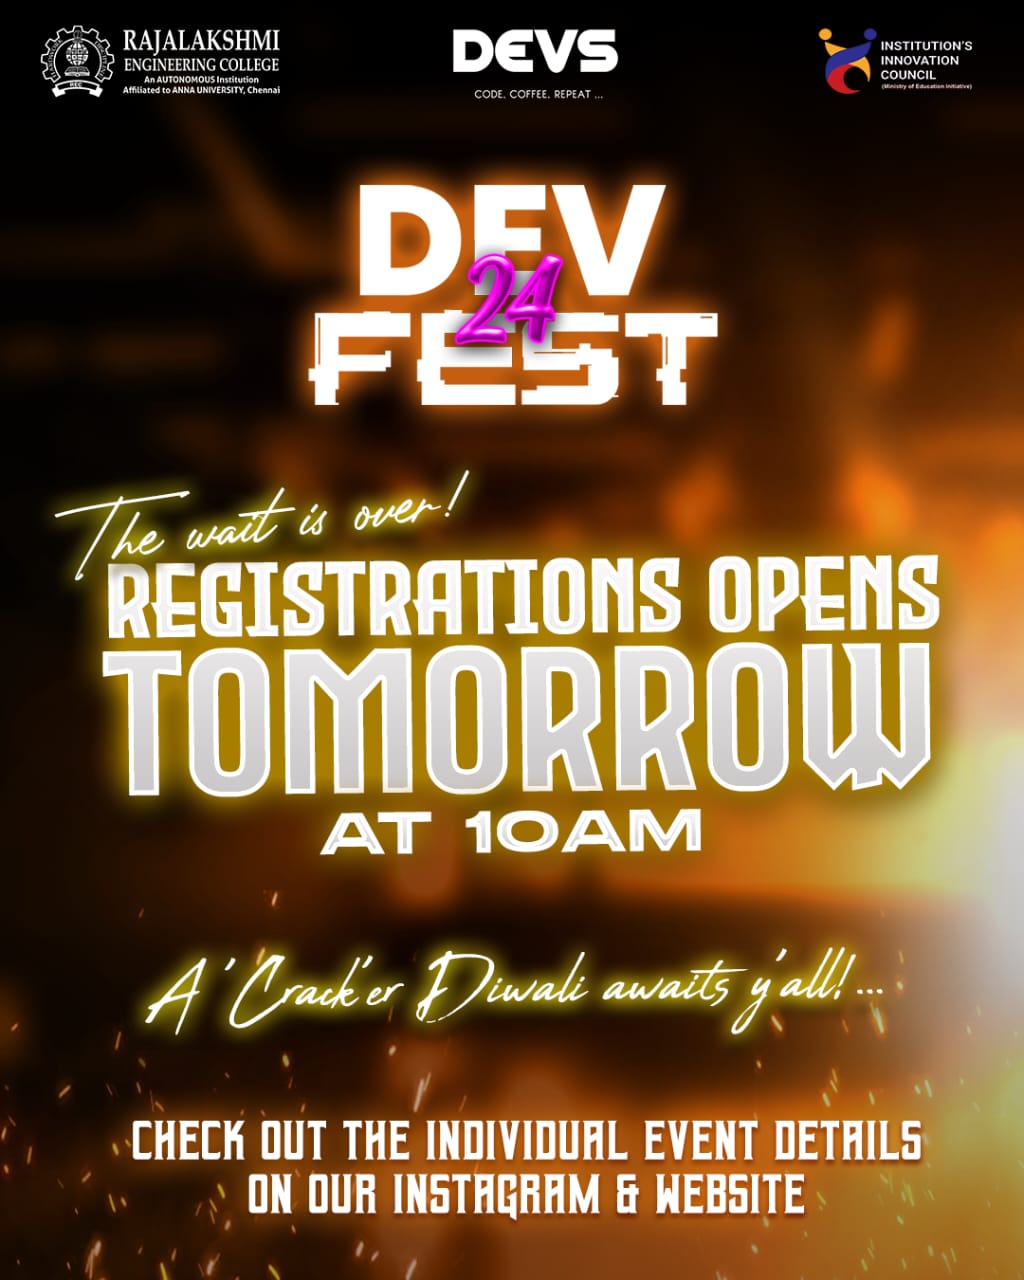 RAJALAKSHMI
ENGINEERING COLLEGE
An AUTONOMOUS Institution
Affiliated to ANNA UNIVERSITY, Chennai
REC
DEVS
CODE. COFFEE. REPEAT ...
INSTITUTION'S
INNOVATION
COUNCIL
(Ministry of Education Initiative)
DEV
24
FEST
The wait is over!
REGISTRATIONS OPENS
TOMORROW
AT 10AM
A 'Crack'er Diwali awaits y'all!...
CHECK OUT THE INDIVIDUAL EVENT DETAILS
ON OUR INSTAGRAM & WEBSITE